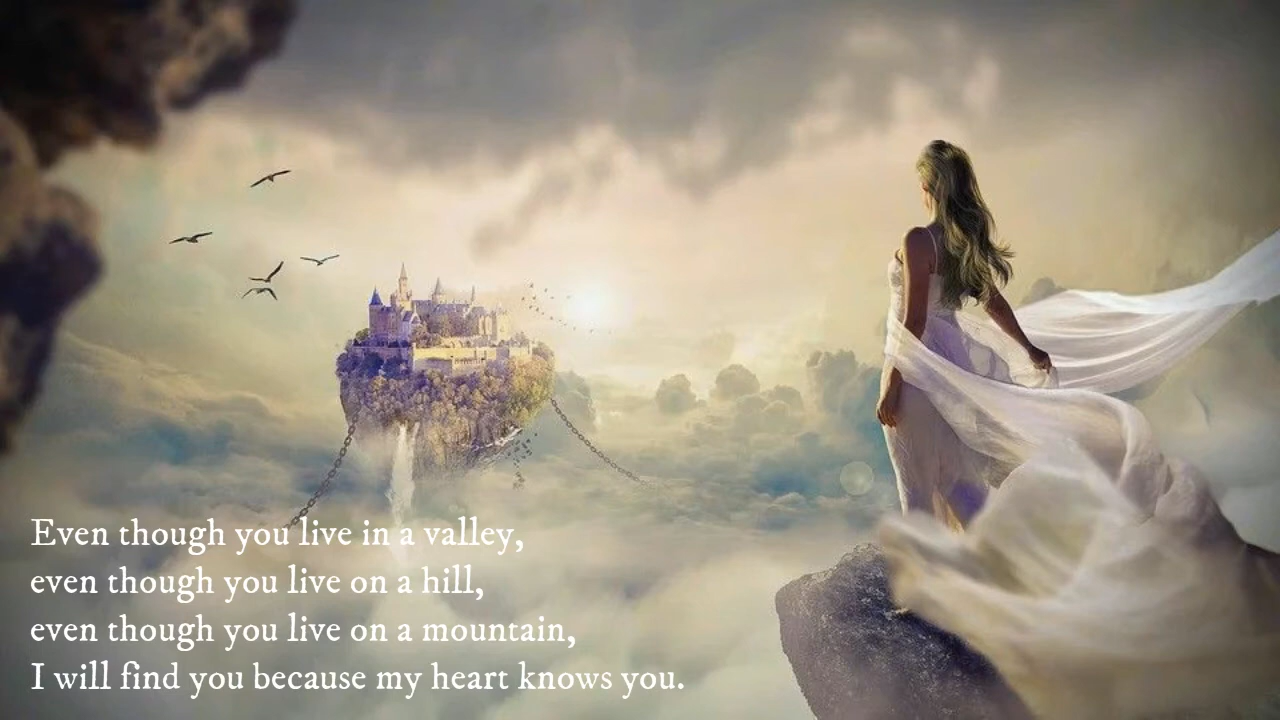 Even though you live in a valley,
even though you live on a hill,
even though you live on a mountain,
I will find you because my heart knows you.